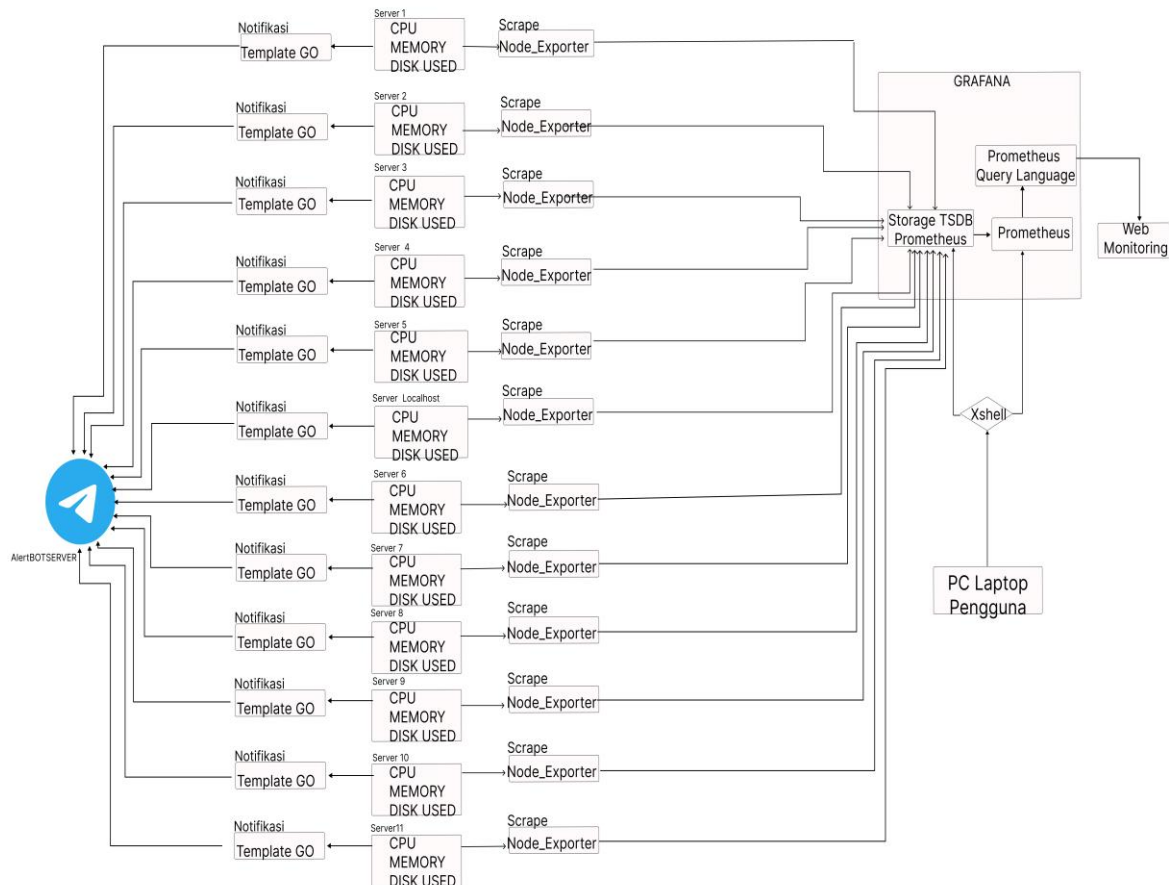 Server 1
Notifikasi
Template GO
CPU
MEMORY
DISK USED
Scrape
Node_Exporter
Server 2
Notifikasi
Template GO
CPU
MEMORY
DISK USED
Scrape
Node_Exporter
Server 3
Notifikasi
Template GO
CPU
MEMORY
DISK USED
Scrape
Node_Exporter
Server 4
Notifikasi
Template GO
CPU
MEMORY
DISK USED
Scrape
Node_Exporter
Server 5
Notifikasi
Template GO
CPU
MEMORY
DISK USED
Scrape
Node_Exporter
Server Localhost
Notifikasi
Template GO
CPU
MEMORY
DISK USED
Scrape
Node_Exporter
Server 6
Notifikasi
Template GO
CPU
MEMORY
DISK USED
Scrape
Node_Exporter
Server 7
Notifikasi
Template GO
CPU
MEMORY
DISK USED
Scrape
Node_Exporter
Server 8
Notifikasi
Template GO
CPU
MEMORY
DISK USED
Scrape
Node_Exporter
Server 9
Notifikasi
Template GO
CPU
MEMORY
DISK USED
Scrape
Node_Exporter
Server 10
Notifikasi
Template GO
CPU
MEMORY
DISK USED
Scrape
Node_Exporter
Server11
Notifikasi
Template GO
CPU
MEMORY
DISK USED
Scrape
Node_Exporter
AlertBOTSERVER
GRAFANA
Prometheus
Query Language
Storage TSDB
Prometheus
Prometheus
Web
Monitoring
Xshell
PC Laptop
Pengguna